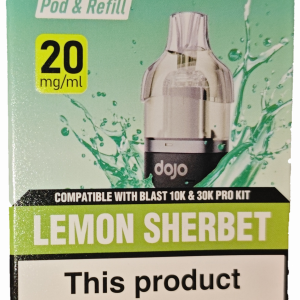 Pod & Refill
20
mg/ml
dojo
COMPATIBLE WITH BLAST 10K & 30K PRO KIT
LEMON SHERBET
This product